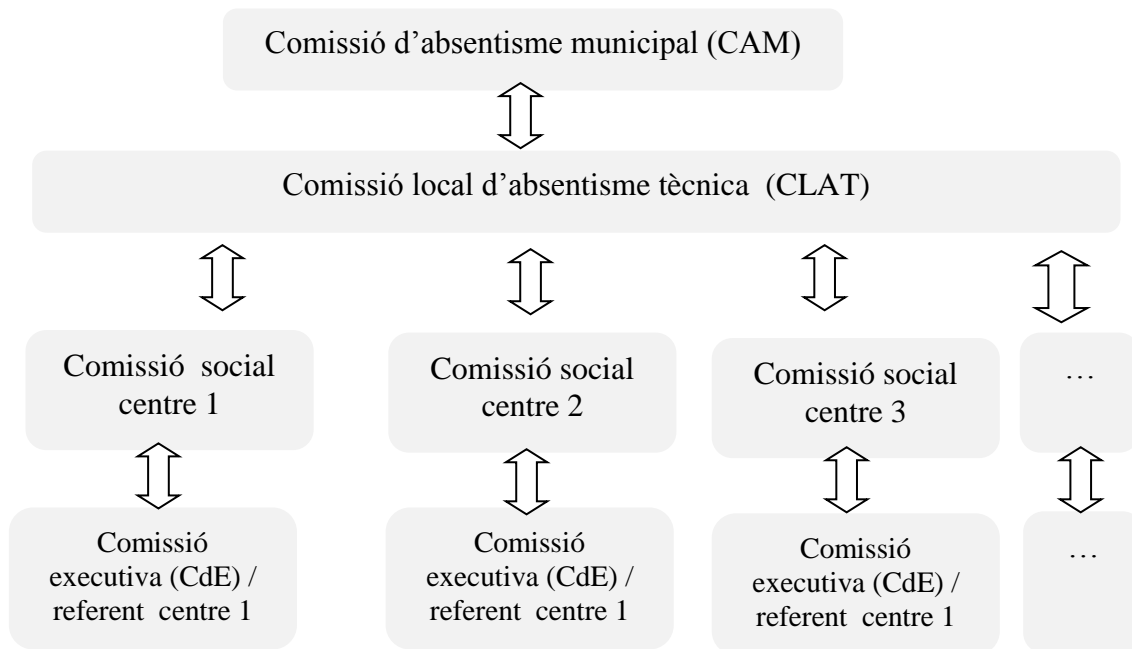 Comissió d’absentisme municipal (CAM)
Comissió local d’absentisme tècnica (CLAT)
Comissió social
centre 1
Comissió social
centre 2
Comissió social
centre 3
…
Comissió
executiva (CdE) /
referent centre 1
Comissió
executiva (CdE) /
referent centre 1
Comissió
executiva (CdE) /
referent centre 1
…